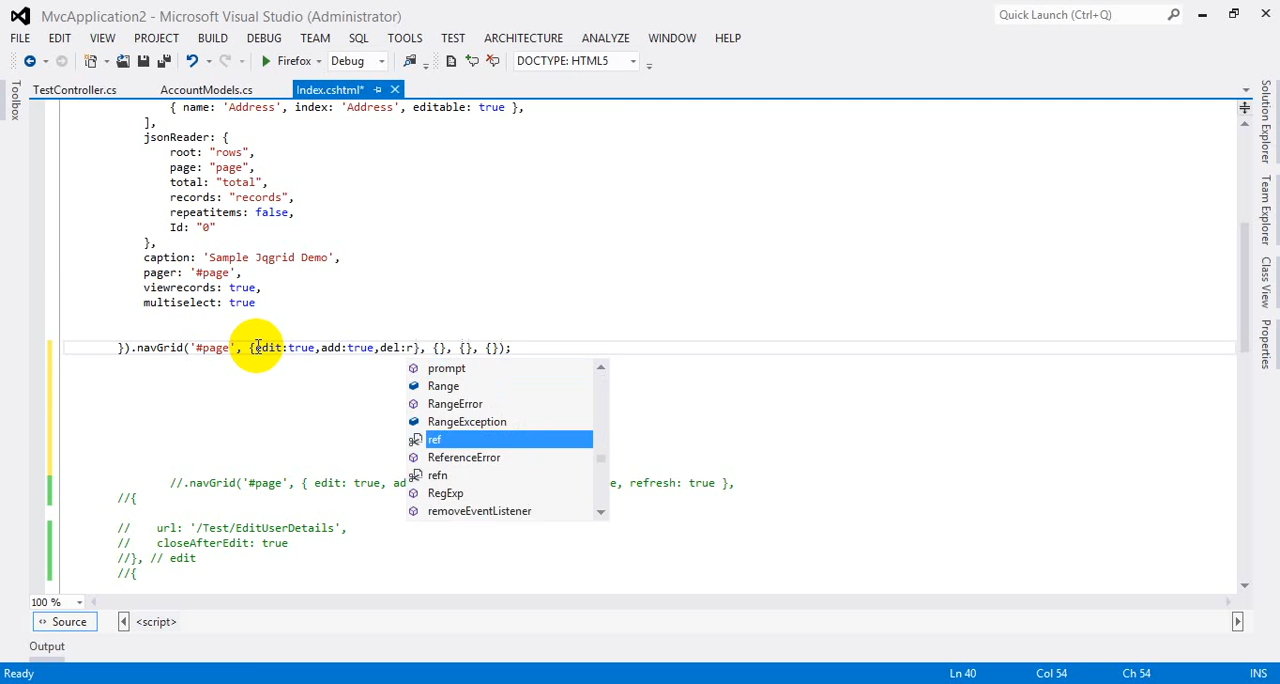 MvcApplication2 - Microsoft Visual Studio (Administrator)
Quick Launch (Ctrl+Q)
FILE EDIT VIEW PROJECT BUILD DEBUG TEAM SQL TOOLS TEST ARCHITECTURE ANALYZE WINDOW HELP
Firefox Debug DOCTYPE: HTML5
Toolbox
TestController.cs AccountModels.cs Index.cshtml*
{ name: 'Address', index: 'Address', editable: true },
],
jsonReader: {
root: "rows",
page: "page",
total: "total",
records: "records",
repeatitems: false,
Id: "0"
},
caption: 'Sample Jqgrid Demo',
pager: '#page',
viewrecords: true,
multiselect: true
}).navGrid('#page', {edit:true,add:true,del:r}, {}, {}, {});
prompt
Range
RangeError
RangeException
ref
ReferenceError
refn
RegExp
removeEventListener
//.navGrid('#page', { edit: true, ad e, refresh: true },
//{
// url: '/Test/EditUserDetails',
// closeAfterEdit: true
//}, // edit
//{
100 %
Source <script>
Output
Ready Ln 40 Col 54 Ch 54 INS
Solution Explorer
Team Explorer
Class View
Properties